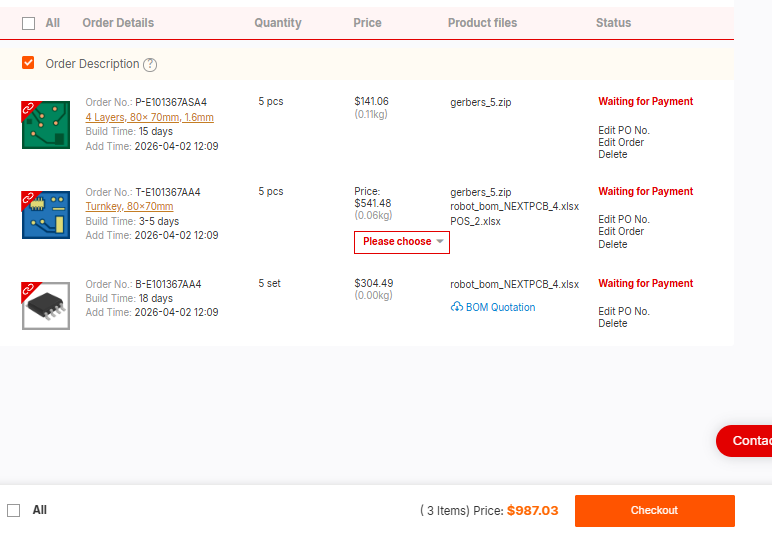 All Order Details Quantity Price Product files Status
Order Description ?
Order No.: P-E101367ASA4 5 pcs $141.06 gerbers_5.zip Waiting for Payment
4 Layers, 80× 70mm, 1.6mm (0.11kg)
Build Time: 15 days Edit PO No.
Add Time: 2026-04-02 12:09 Edit Order
Delete
Order No.: T-E101367AA4 5 pcs Price: gerbers_5.zip Waiting for Payment
Turnkey, 80×70mm $541.48 robot_bom_NEXTPCB_4.xlsx
Build Time: 3-5 days (0.06kg) POS_2.xlsx Edit PO No.
Add Time: 2026-04-02 12:09 Please choose Edit Order
Delete
Order No.: B-E101367AA4 5 set $304.49 robot_bom_NEXTPCB_4.xlsx Waiting for Payment
Build Time: 18 days (0.00kg)
Add Time: 2026-04-02 12:09 BOM Quotation Edit PO No.
Delete
Contac
All ( 3 Items) Price: $987.03 Checkout